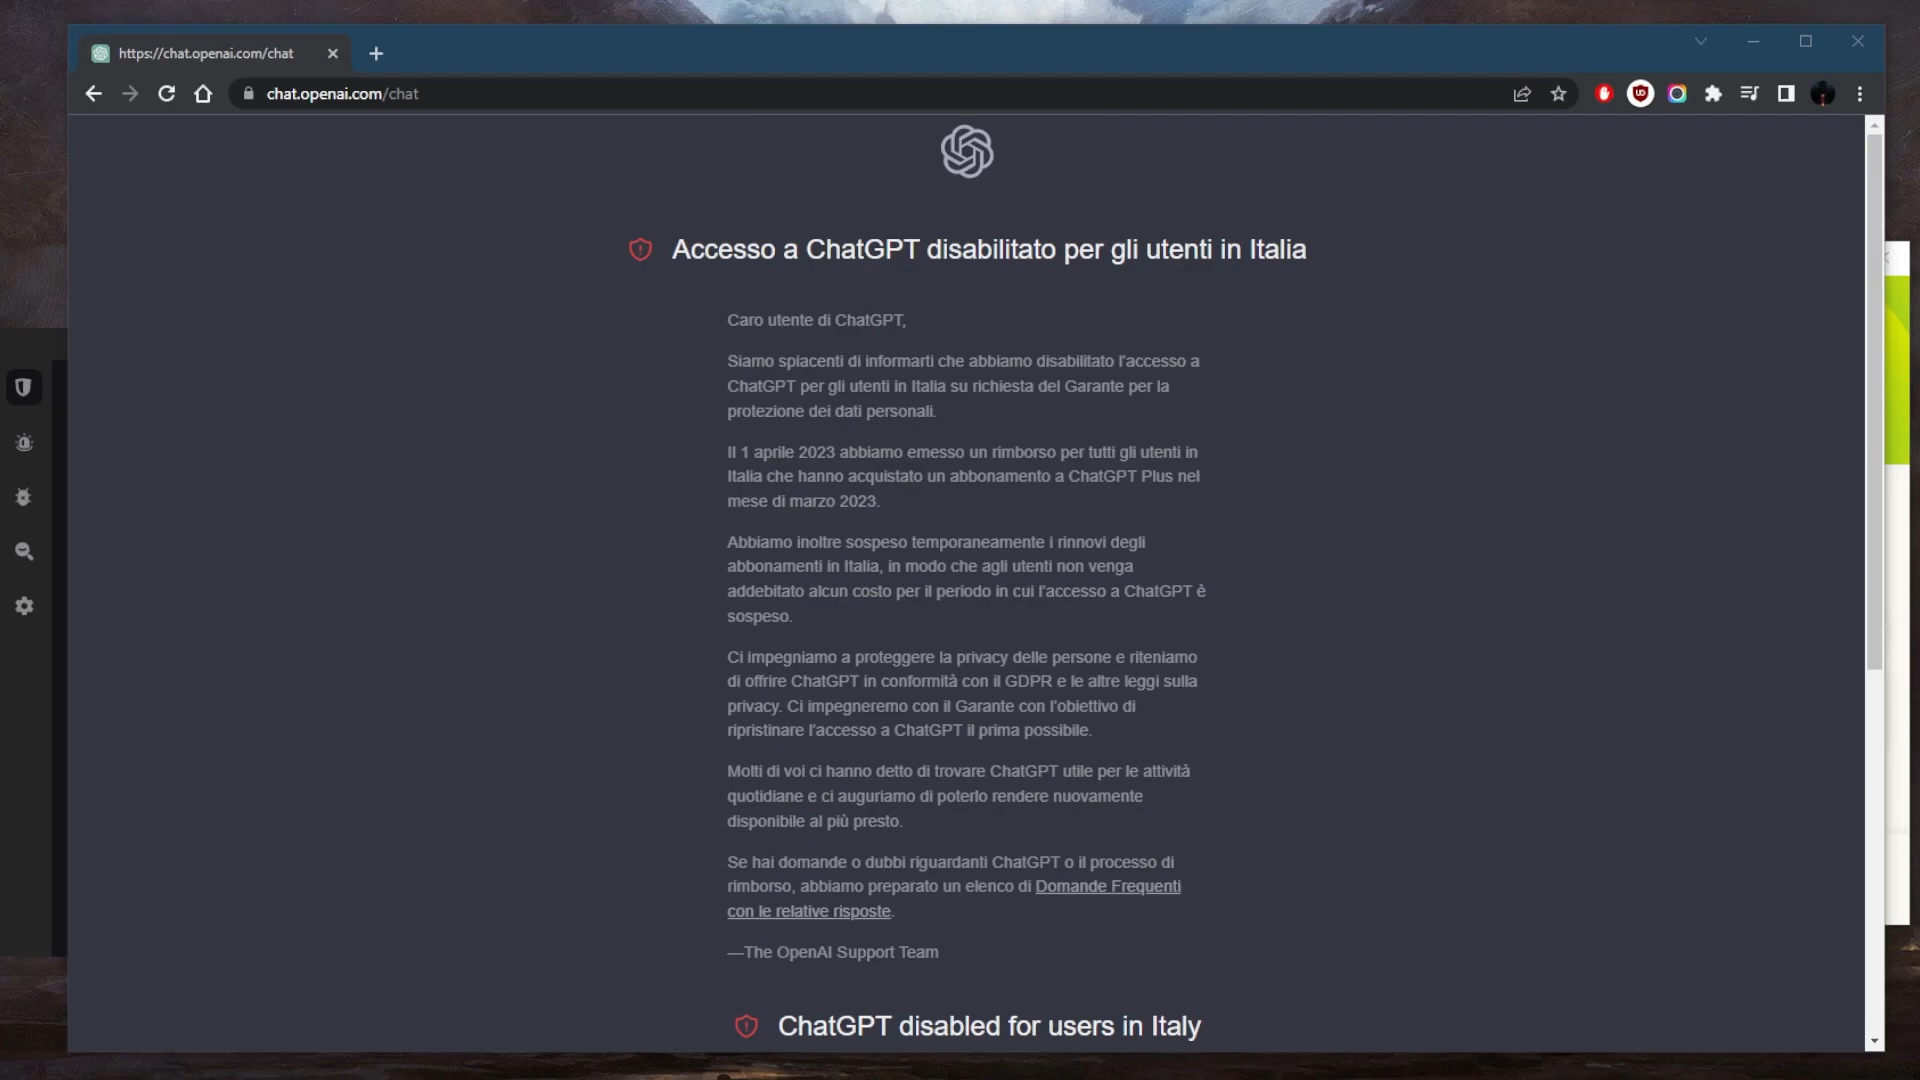 https://chat.openai.com/chat
chat.openai.com/chat
Accesso a ChatGPT disabilitato per gli utenti in Italia
Caro utente di ChatGPT,
Siamo spiacenti di informarti che abbiamo disabilitato l'accesso a
ChatGPT per gli utenti in Italia su richiesta del Garante per la
protezione dei dati personali.
Il 1 aprile 2023 abbiamo emesso un rimborso per tutti gli utenti in
Italia che hanno acquistato un abbonamento a ChatGPT Plus nel
mese di marzo 2023.
Abbiamo inoltre sospeso temporaneamente i rinnovi degli
abbonamenti in Italia, in modo che agli utenti non venga
addebitato alcun costo per il periodo in cui l'accesso a ChatGPT è
sospeso.
Ci impegniamo a proteggere la privacy delle persone e riteniamo
di offrire ChatGPT in conformità con il GDPR e le altre leggi sulla
privacy. Ci impegneremo con il Garante con l'obiettivo di
ripristinare l'accesso a ChatGPT il prima possibile.
Molti di voi ci hanno detto di trovare ChatGPT utile per le attività
quotidiane e ci auguriamo di poterlo rendere nuovamente
disponibile al più presto.
Se hai domande o dubbi riguardanti ChatGPT o il processo di
rimborso, abbiamo preparato un elenco di Domande Frequenti
con le relative risposte.
—The OpenAI Support Team
ChatGPT disabled for users in Italy